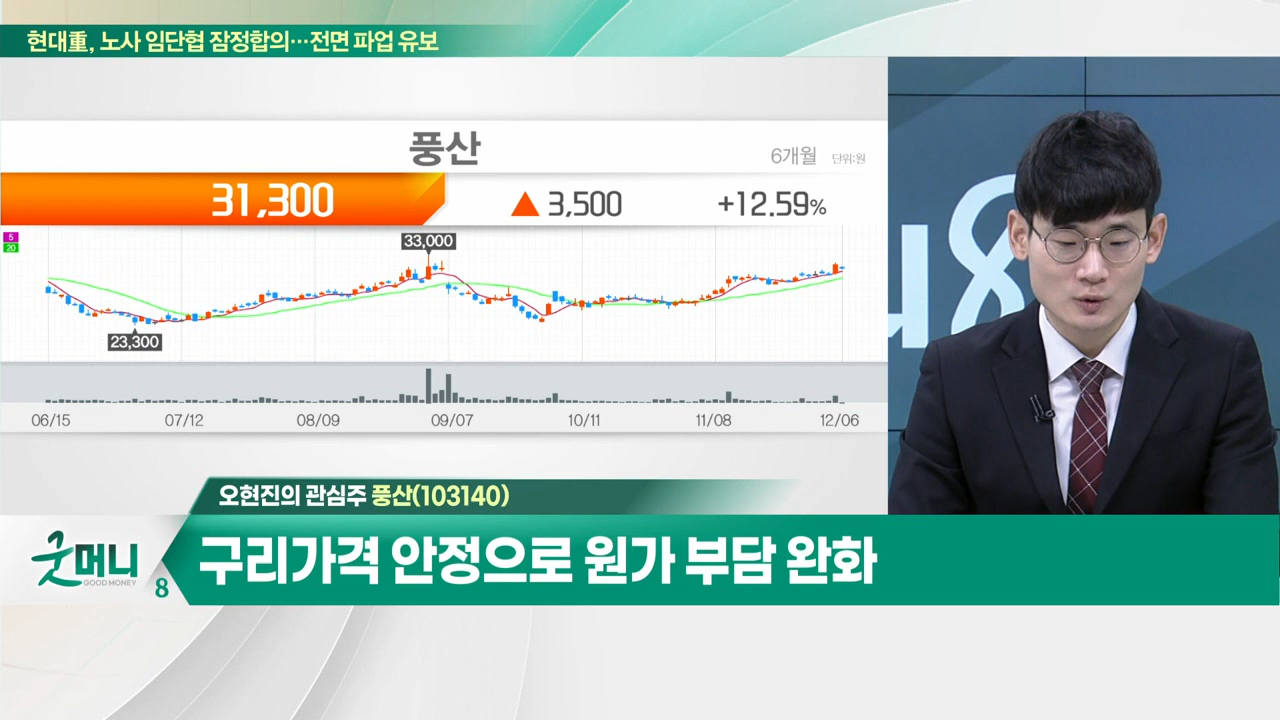 현대重, 노사 임단협 잠정합의…전면 파업 유보
풍산
6개월 단위:원
31,300 ▲ 3,500 +12.59%
5
20
33,000
23,300
06/15 07/12 08/09 09/07 10/11 11/08 12/06
오현진의 관심주 풍산(103140)
구리가격 안정으로 원가 부담 완화
굿머니
GOOD MONEY
8